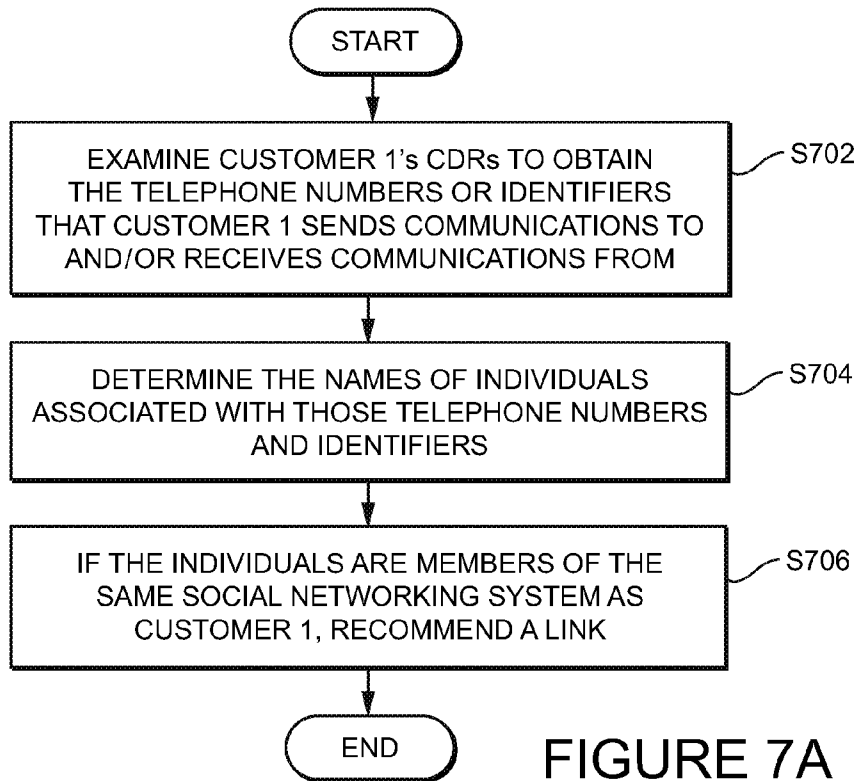 START
EXAMINE CUSTOMER 1's CDRs TO OBTAIN
THE TELEPHONE NUMBERS OR IDENTIFIERS
THAT CUSTOMER 1 SENDS COMMUNICATIONS TO
AND/OR RECEIVES COMMUNICATIONS FROM
S702
DETERMINE THE NAMES OF INDIVIDUALS
ASSOCIATED WITH THOSE TELEPHONE NUMBERS
AND IDENTIFIERS
S704
IF THE INDIVIDUALS ARE MEMBERS OF THE
SAME SOCIAL NETWORKING SYSTEM AS
CUSTOMER 1, RECOMMEND A LINK
S706
END
FIGURE 7A